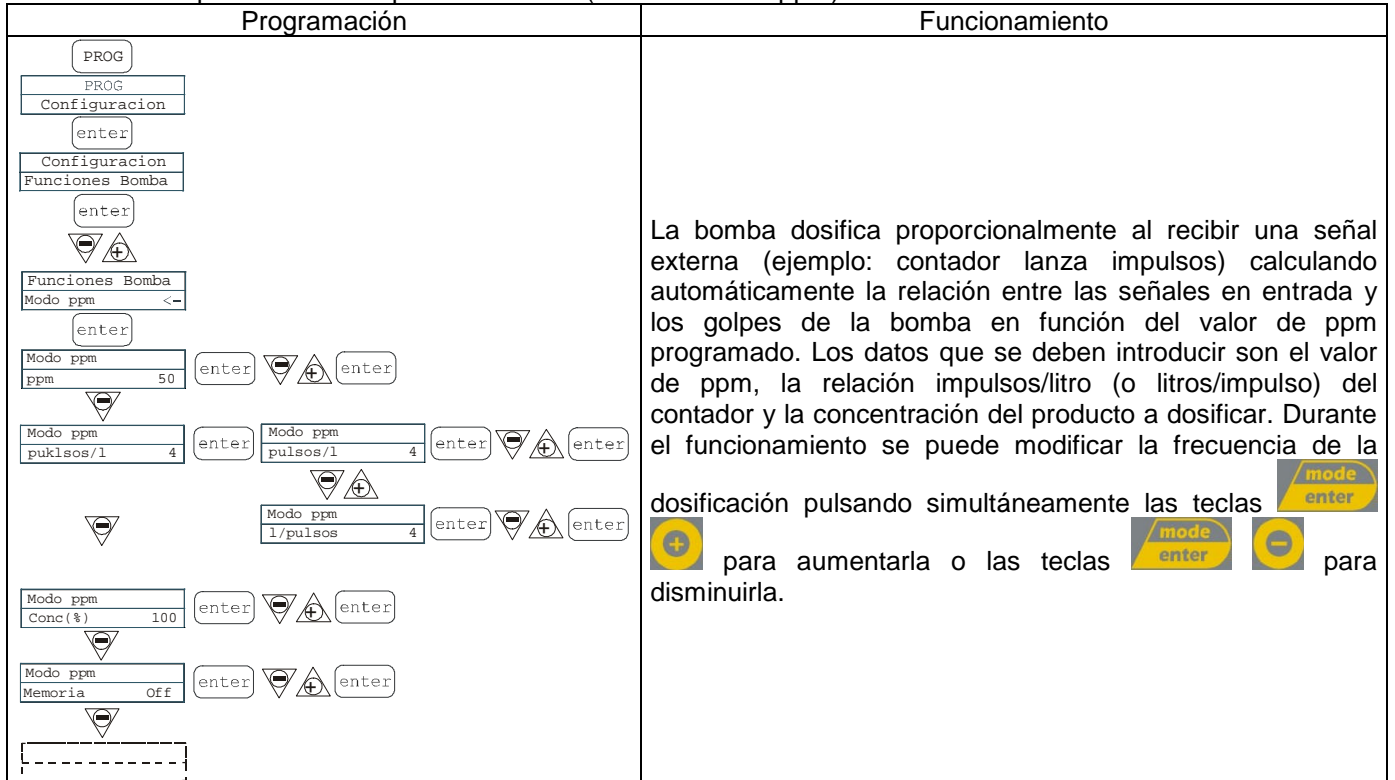 Programación
Funcionamiento
PROG
PROG
Configuracion
enter
Configuracion
Funciones Bomba
enter
Funciones Bomba
Modo ppm <-
enter
Modo ppm
ppm 50
enter
enter
Modo ppm
puklsos/l 4
enter
Modo ppm
pulsos/l 4
enter
enter
Modo ppm
l/pulsos 4
enter
enter
Modo ppm
Conc(%) 100
enter
enter
Modo ppm
Memoria Off
enter
enter
La bomba dosifica proporcionalmente al recibir una señal
externa (ejemplo: contador lanza impulsos) calculando
automáticamente la relación entre las señales en entrada y
los golpes de la bomba en función del valor de ppm
programado. Los datos que se deben introducir son el valor
de ppm, la relación impulsos/litro (o litros/impulso) del
contador y la concentración del producto a dosificar. Durante
el funcionamiento se puede modificar la frecuencia de la
dosificación pulsando simultáneamente las teclas mode enter
+ para aumentarla o las teclas mode enter - para
disminuirla.